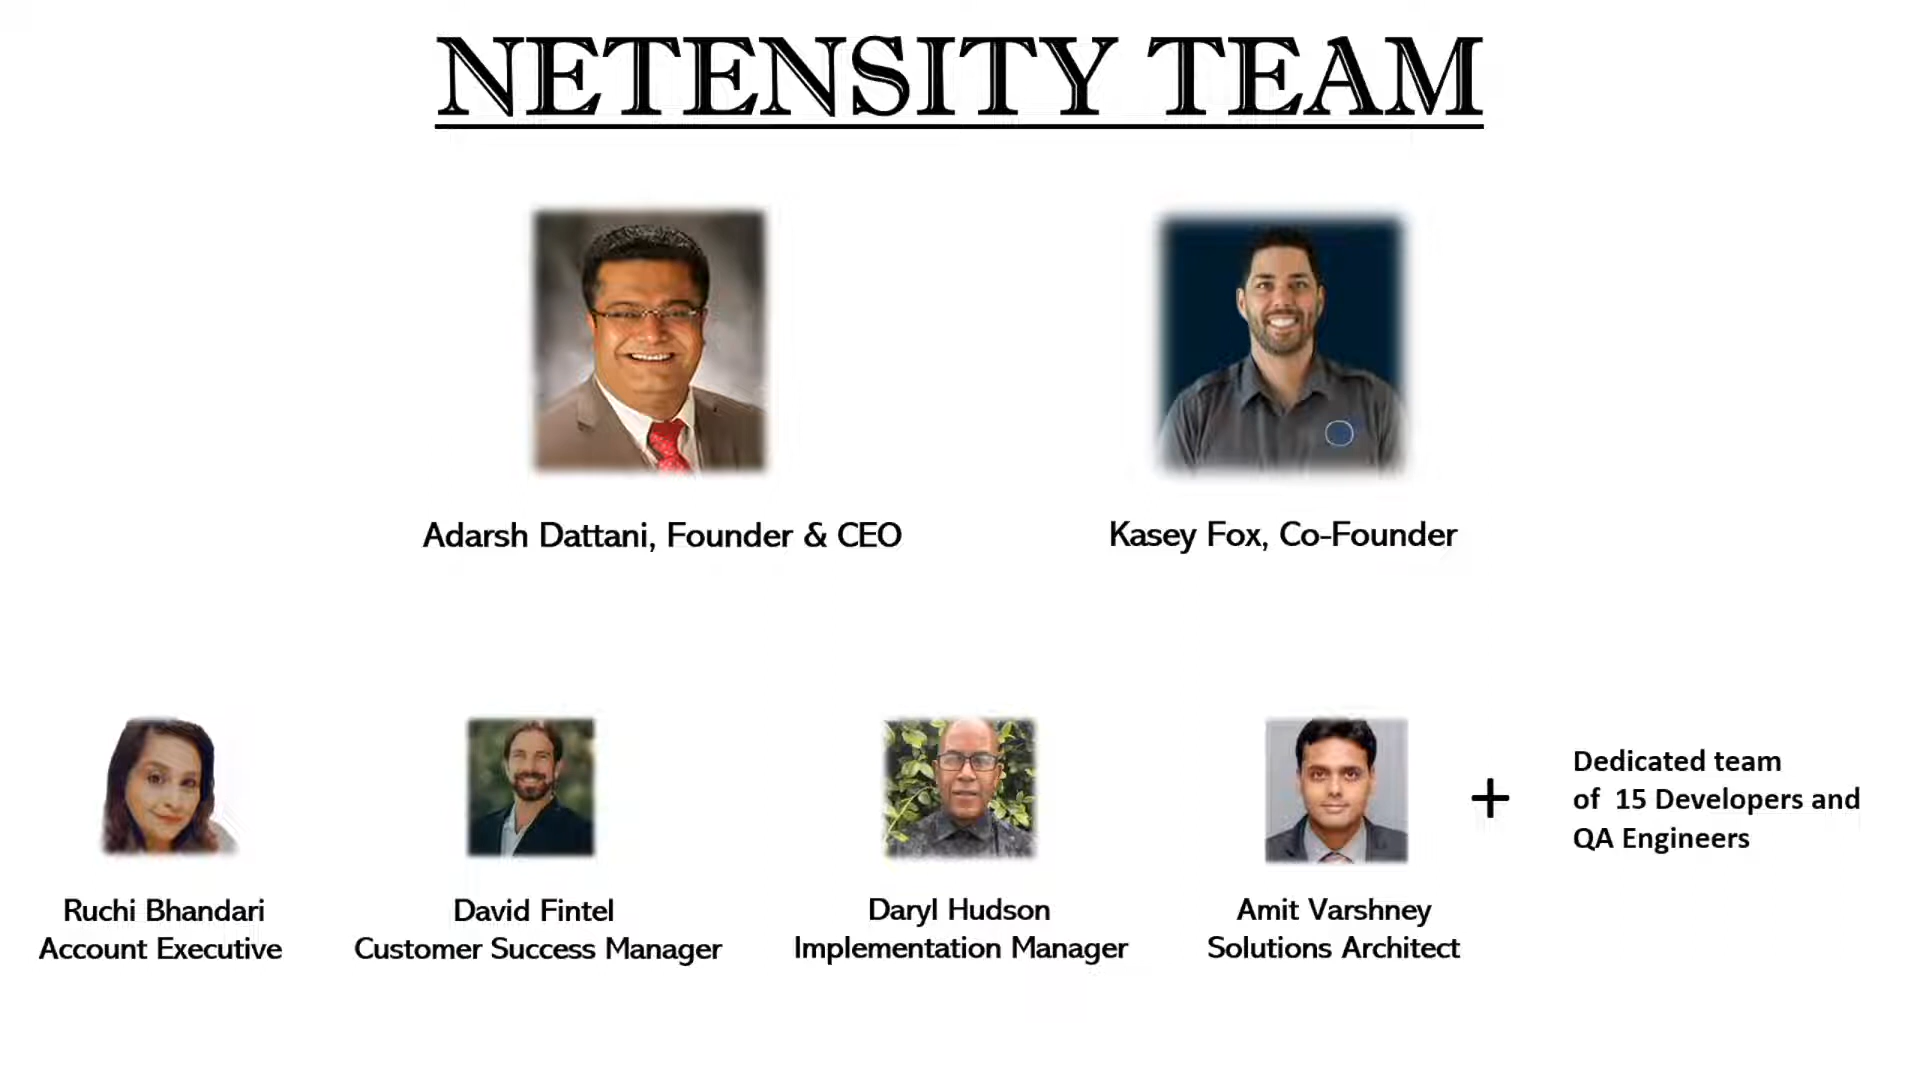 NETENSITY TEAM
Adarsh Dattani, Founder & CEO
Kasey Fox, Co-Founder
Ruchi Bhandari
Account Executive
David Fintel
Customer Success Manager
Daryl Hudson
Implementation Manager
Amit Varshney
Solutions Architect
+
Dedicated team
of 15 Developers and
QA Engineers